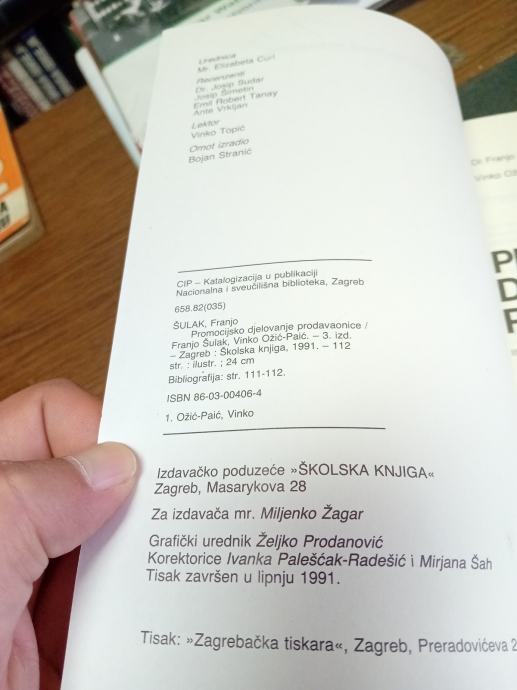 Urednica
Mr. Elizabeta Curl
Recenzenti
Dr. Josip Sudar
Josip Šimetin
Emil Robert Tanay
Ante Vrkljan
Lektor
Vinko Topić
Omot izradio
Bojan Stranić
CIP – Katalogizacija u publikaciji
Nacionalna i sveučilišna biblioteka, Zagreb
658.82(035)
ŠULAK, Franjo
Promocijsko djelovanje prodavaonice /
Franjo Šulak, Vinko Ožić-Paić. – 3. izd.
– Zagreb : Školska knjiga, 1991. – 112
str. : ilustr. ; 24 cm
Bibliografija: str. 111-112.
ISBN 86-03-00406-4
1. Ožić-Paić, Vinko
Izdavačko poduzeće »ŠKOLSKA KNJIGA«
Zagreb, Masarykova 28
Za izdavača mr. Miljenko Žagar
Grafički urednik Željko Prodanović
Korektorice Ivanka Palešćak-Radešić i Mirjana Šah
Tisak završen u lipnju 1991.
Tisak: »Zagrebačka tiskara«, Zagreb, Preradovićeva 2
Dr. Franjo
Vinko